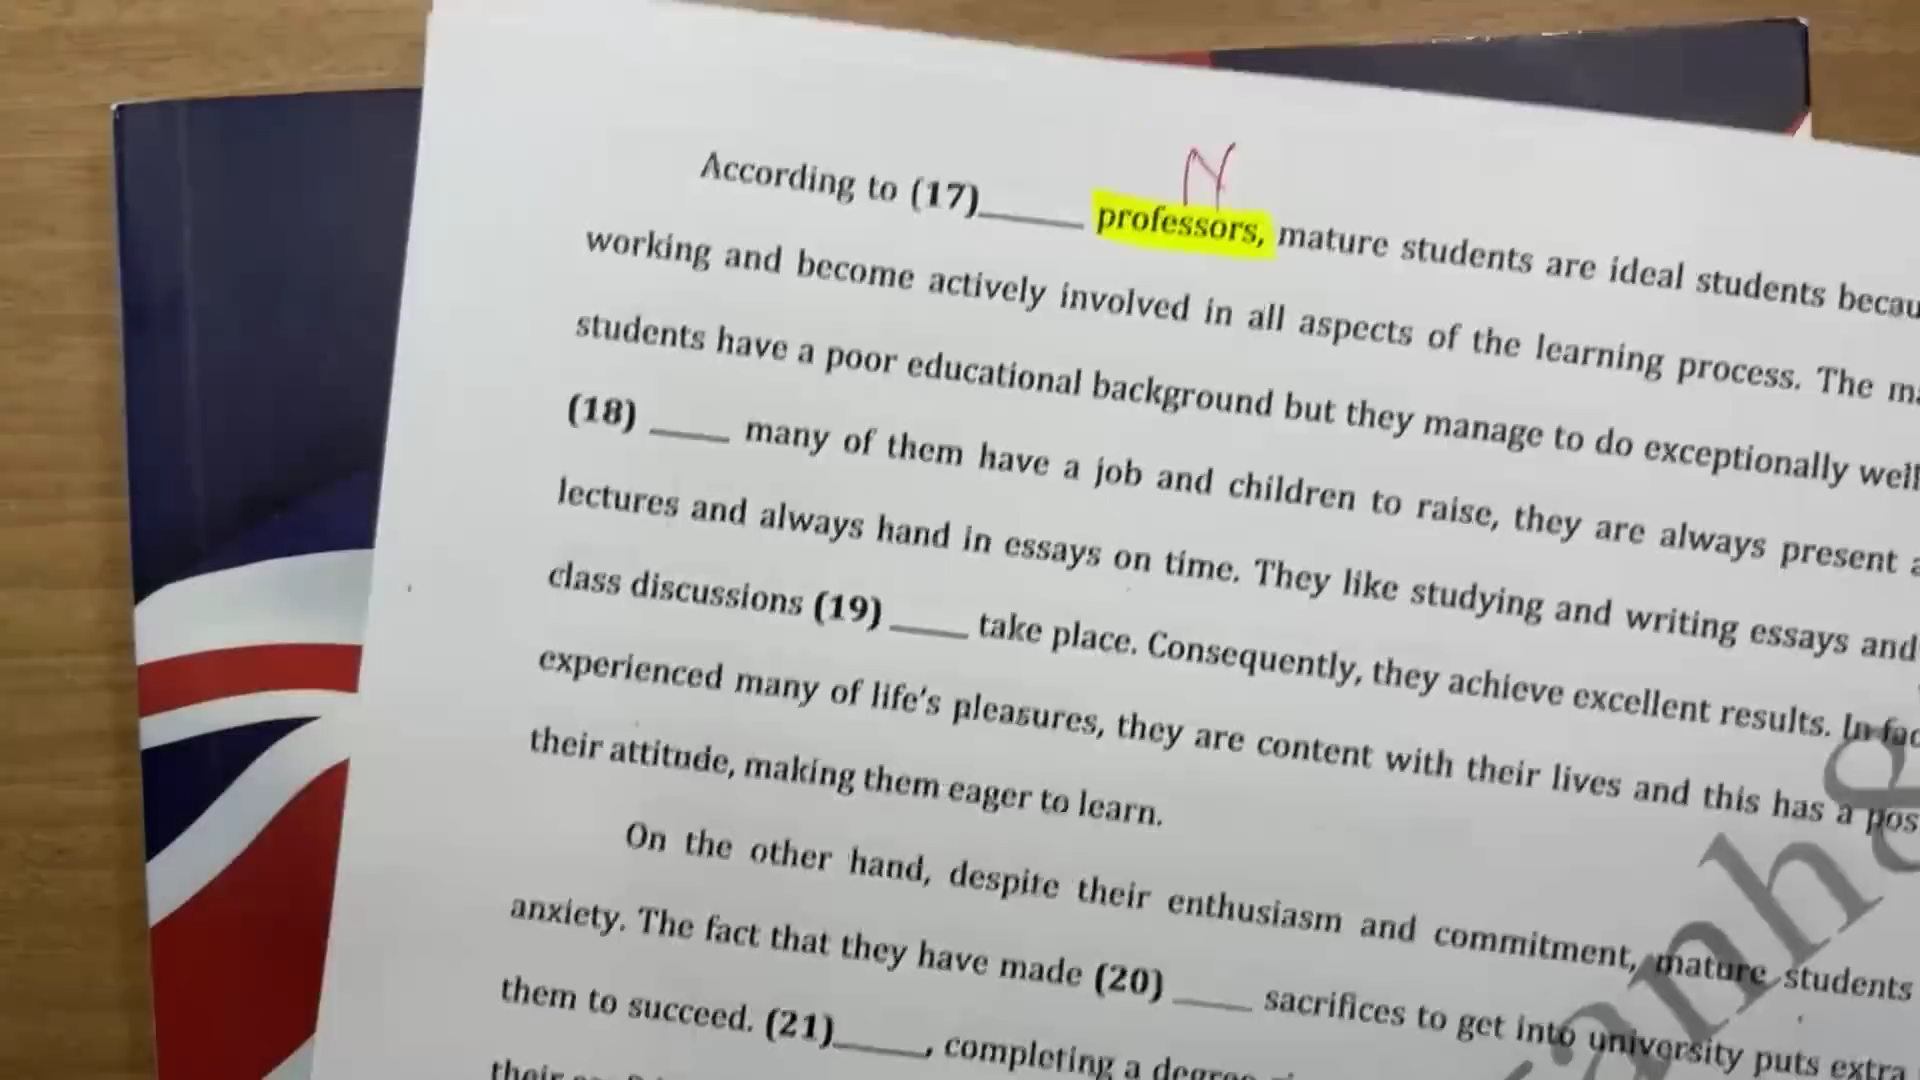 N
According to (17)______ professors, mature students are ideal students
working and become actively involved in all aspects of the learning process. The
students have a poor educational background but they manage to do exceptionally well
(18) _____ many of them have a job and children to raise, they are always present
lectures and always hand in essays on time. They like studying and writing essays and
class discussions (19) _____ take place. Consequently, they achieve excellent results. In
experienced many of life's pleasures, they are content with their lives and this has a
their attitude, making them eager to learn.
On the other hand, despite their enthusiasm and commitment, mature students
anxiety. The fact that they have made (20) _____ sacrifices to get into university puts extra
them to succeed. (21)______, completing a
their